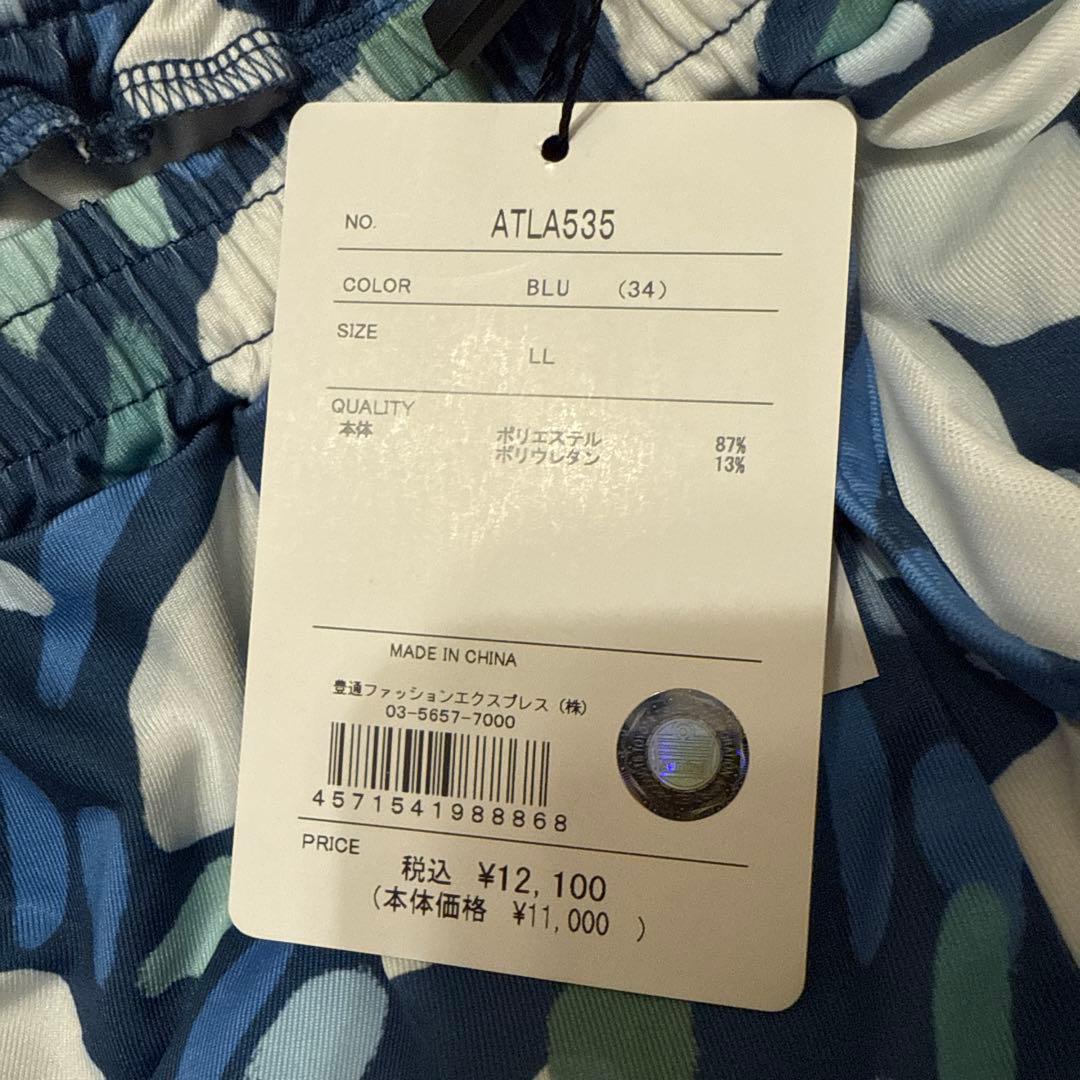 NO. ATLA535
COLOR BLU (34)
SIZE
LL
QUALITY
本体 ポリエステル 87%
ポリウレタン 13%
MADE IN CHINA
豊通ファッションエクスプレス(株)
03-5657-7000
4571541988868
PRICE
税込 ¥12,100
(本体価格 ¥11,000 )